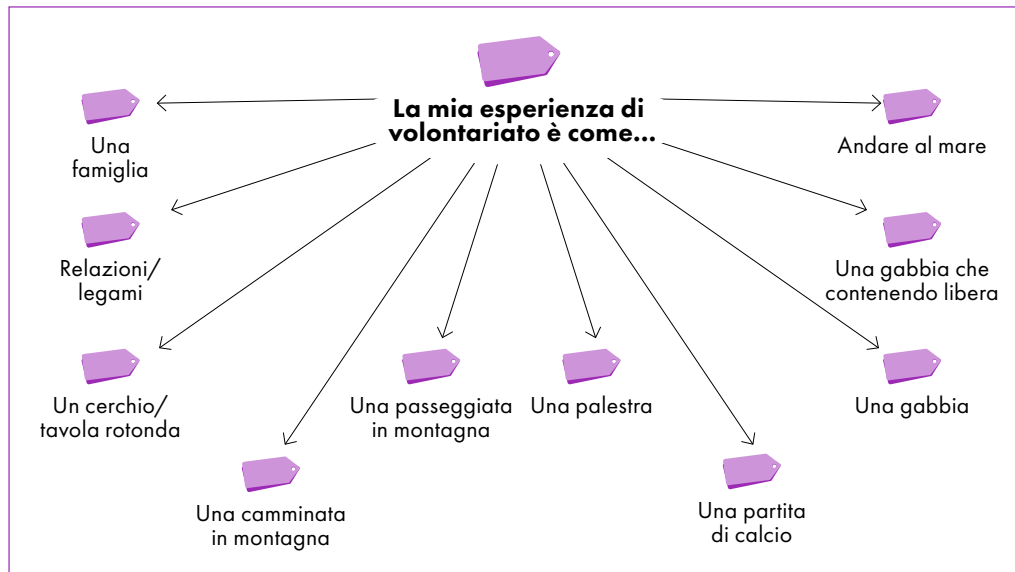 La mia esperienza di
volontariato è come...
Una
famiglia
Andare al mare
Relazioni/
legami
Una gabbia che
contenendo libera
Un cerchio/
tavola rotonda
Una passeggiata
in montagna
Una palestra
Una gabbia
Una camminata
in montagna
Una partita
di calcio